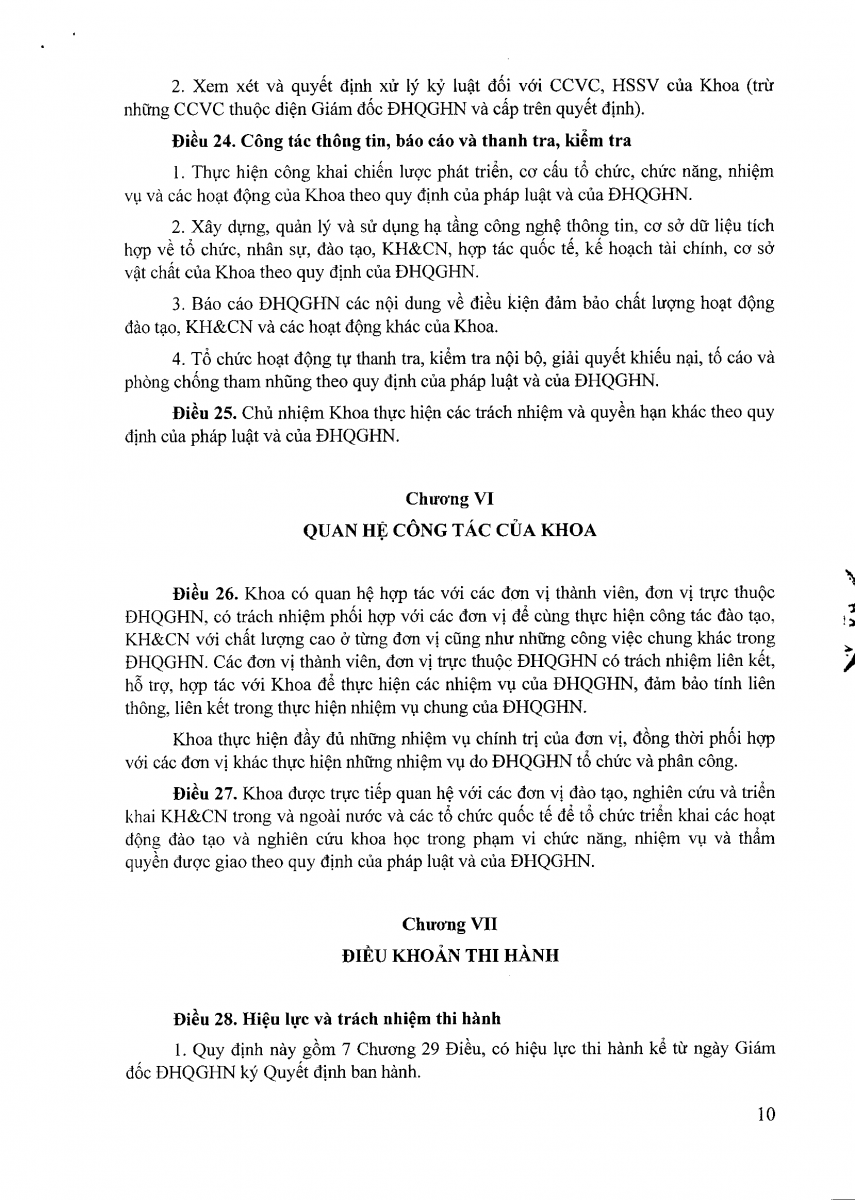 2. Xem xét và quyết định xử lý kỷ luật đối với CCVC, HSSV của Khoa (trừ
những CCVC thuộc diện Giám đốc ĐHQGHN và cấp trên quyết định).
Điều 24. Công tác thông tin, báo cáo và thanh tra, kiểm tra
1. Thực hiện công khai chiến lược phát triển, cơ cấu tổ chức, chức năng, nhiệm
vụ và các hoạt động của Khoa theo quy định của pháp luật và của ĐHQGHN.
2. Xây dựng, quản lý và sử dụng hạ tầng công nghệ thông tin, cơ sở dữ liệu tích
hợp về tổ chức, nhân sự, đào tạo, KH&CN, hợp tác quốc tế, kế hoạch tài chính, cơ sở
vật chất của Khoa theo quy định của ĐHQGHN.
3. Báo cáo ĐHQGHN các nội dung về điều kiện đảm bảo chất lượng hoạt động
đào tạo, KH&CN và các hoạt động khác của Khoa.
4. Tổ chức hoạt động tự thanh tra, kiểm tra nội bộ, giải quyết khiếu nại, tố cáo và
phòng chống tham nhũng theo quy định của pháp luật và của ĐHQGHN.
Điều 25. Chủ nhiệm Khoa thực hiện các trách nhiệm và quyền hạn khác theo quy
định của pháp luật và của ĐHQGHN.
Chương VI
QUAN HỆ CÔNG TÁC CỦA KHOA
Điều 26. Khoa có quan hệ hợp tác với các đơn vị thành viên, đơn vị trực thuộc
ĐHQGHN, có trách nhiệm phối hợp với các đơn vị để cùng thực hiện công tác đào tạo,
KH&CN với chất lượng cao ở từng đơn vị cũng như những công việc chung khác trong
ĐHQGHN. Các đơn vị thành viên, đơn vị trực thuộc ĐHQGHN có trách nhiệm liên kết,
hỗ trợ, hợp tác với Khoa để thực hiện các nhiệm vụ của ĐHQGHN, đảm bảo tính liên
thông, liên kết trong thực hiện nhiệm vụ chung của ĐHQGHN.
Khoa thực hiện đầy đủ những nhiệm vụ chính trị của đơn vị, đồng thời phối hợp
với các đơn vị khác thực hiện những nhiệm vụ do ĐHQGHN tổ chức và phân công.
Điều 27. Khoa được trực tiếp quan hệ với các đơn vị đào tạo, nghiên cứu và triển
khai KH&CN trong và ngoài nước và các tổ chức quốc tế để tổ chức triển khai các hoạt
động đào tạo và nghiên cứu khoa học trong phạm vi chức năng, nhiệm vụ và thẩm
quyền được giao theo quy định của pháp luật và của ĐHQGHN.
Chương VII
ĐIỀU KHOẢN THI HÀNH
Điều 28. Hiệu lực và trách nhiệm thi hành
1. Quy định này gồm 7 Chương 29 Điều, có hiệu lực thi hành kể từ ngày Giám
đốc ĐHQGHN ký Quyết định ban hành.
10